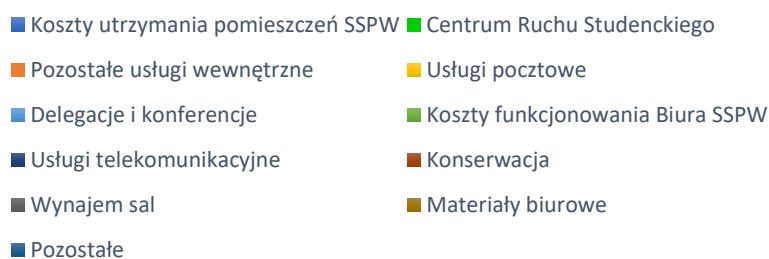 Koszty utrzymania pomieszczeń SSPW Centrum Ruchu Studenckiego
Pozostałe usługi wewnętrzne Usługi pocztowe
Delegacje i konferencje Koszty funkcjonowania Biura SSPW
Usługi telekomunikacyjne Konserwacja
Wynajem sal Materiały biurowe
Pozostałe